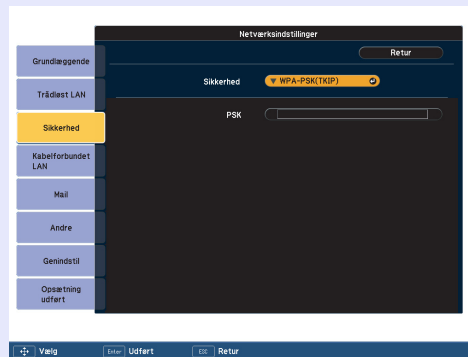 Netværksindstillinger
Retur
Grundlæggende
Trådløst LAN
Sikkerhed
Kabelforbundet
LAN
Mail
Andre
Genindstil
Opsætning
udført
Sikkerhed WPA-PSK(TKIP)
PSK
Vælg Enter Udført ESC Retur